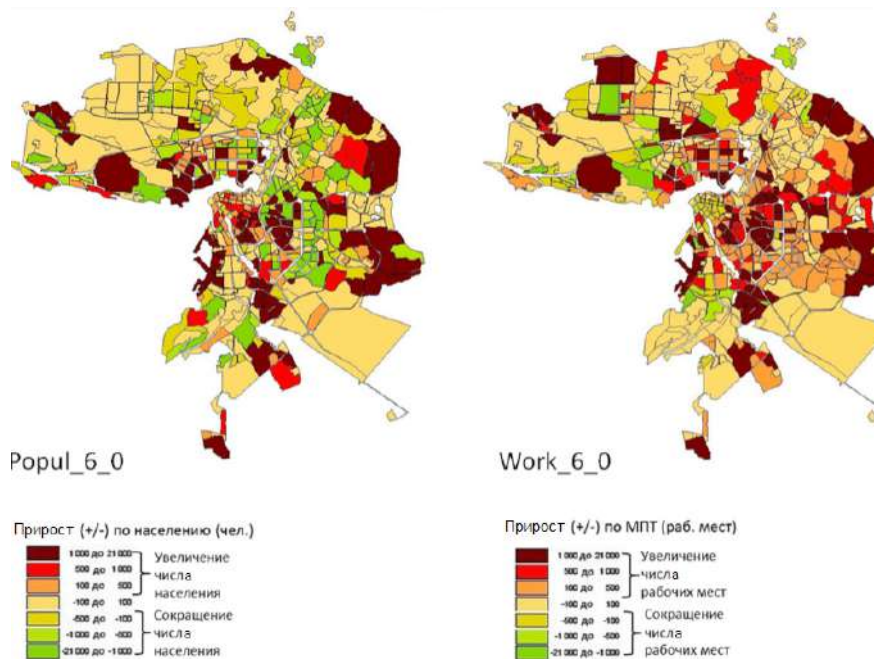 Popul_6_0
Work_6_0
Прирост (+/-) по населению (чел.)
1 000 до 21 000
500 до 1 000
100 до 500
-100 до 100
-500 до -100
-1 000 до -500
-21 000 до -1 000
Увеличение
числа
населения
Сокращение
числа
населения
Прирост (+/-) по МПТ (раб. мест)
1 000 до 21 000
500 до 1 000
100 до 500
-100 до 100
-500 до -100
-1 000 до -500
-21 000 до -1 000
Увеличение
числа
рабочих мест
Сокращение
числа
рабочих мест